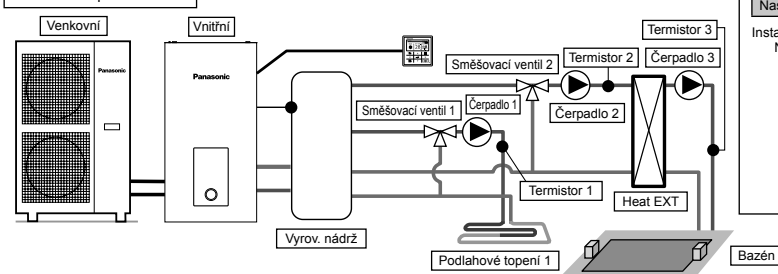 Venkovní
Vnitřní
Panasonic
Panasonic
Termistor 3
Směšovací ventil 2
Termistor 2
Čerpadlo 3
Směšovací ventil 1
Čerpadlo 1
Čerpadlo 2
Termistor 1
Heat EXT
Vyrov. nádrž
Podlahové topení 1
Bazén
Nas
Insta
N